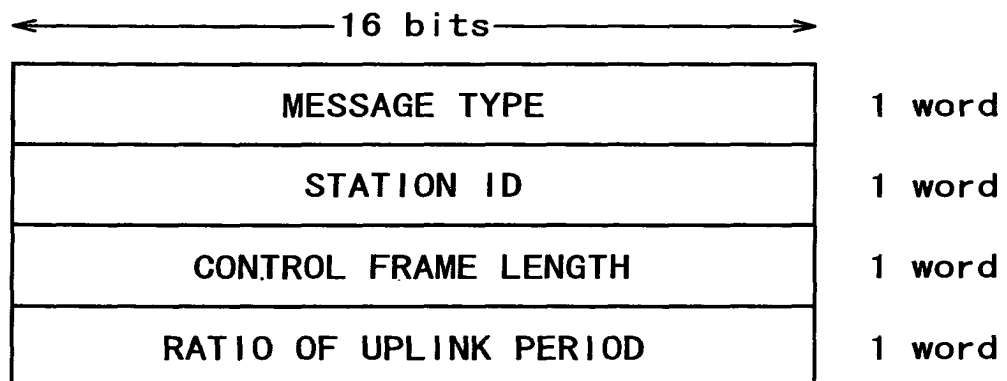 16 bits
MESSAGE TYPE 1 word
STATION ID 1 word
CONTROL FRAME LENGTH 1 word
RATIO OF UPLINK PERIOD 1 word